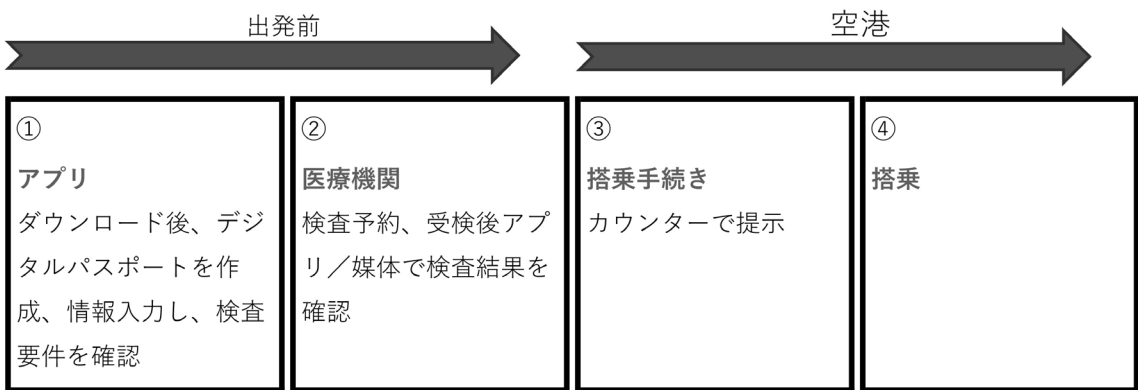 出発前
空港
①
アプリ
ダウンロード後、デジ
タルパスポートを作
成、情報入力し、検査
要件を確認
②
医療機関
検査予約、受検後アプ
リ／媒体で検査結果を
確認
③
搭乗手続き
カウンターで提示
④
搭乗